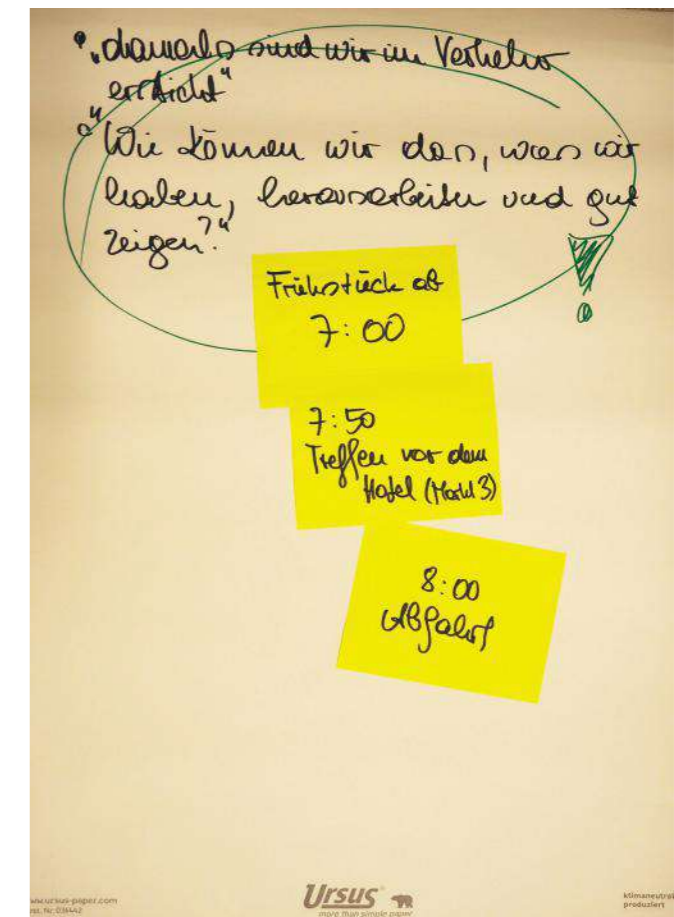 • „damals sind wir im Verkehr
erstickt“
• „Wie können wir das, was wir
haben, herausarbeiten und gut
zeigen?“
!
Frühstück ab
7:00
7:50
Treffen vor dem
Hotel (Markt 3)
8:00
Abfahrt
www.ursus-paper.com
Ursus
more than simple paper
klimaneutral
produziert